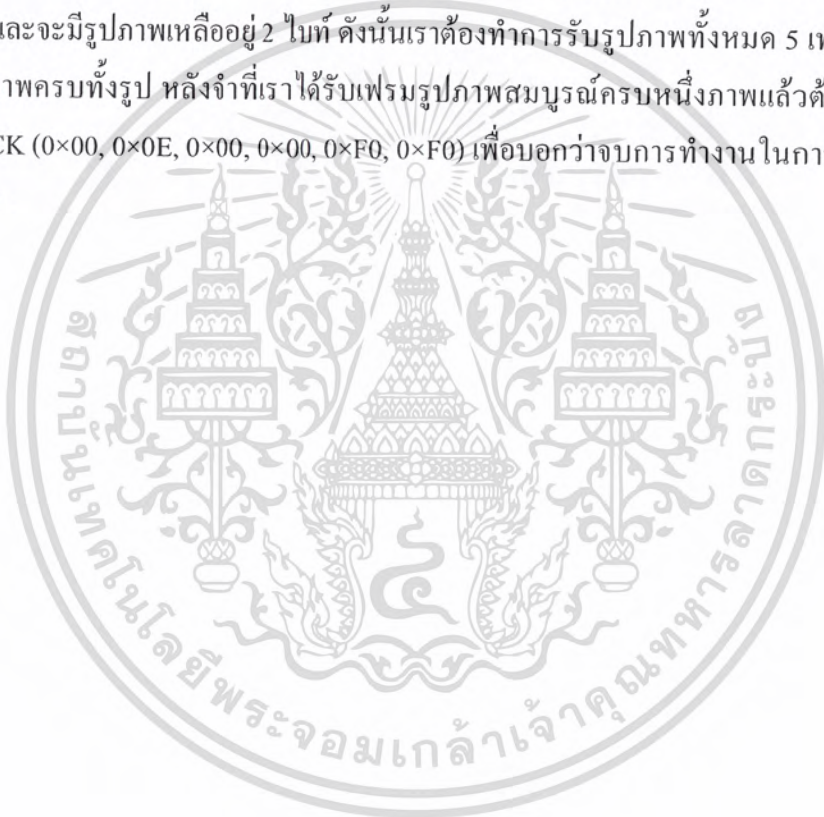 และจะมีรูปภาพเหลืออยู่ 2 ไบท์ ดังนั้นเราต้องทำการรับรูปภาพทั้งหมด 5
าพครบทั้งรูป หลังจำที่เราได้รับเฟรมรูปภาพสมบูรณ์ครบหนึ่งภาพแล้วต้
CK (0×00, 0×0E, 0×00, 0×00, 0×F0, 0×F0) เพื่อบอกว่าจบการทำงานในกา
สถาบันเทคโนโลยีพระจอมเกล้าเจ้าคุณทหารลาดกระบัง